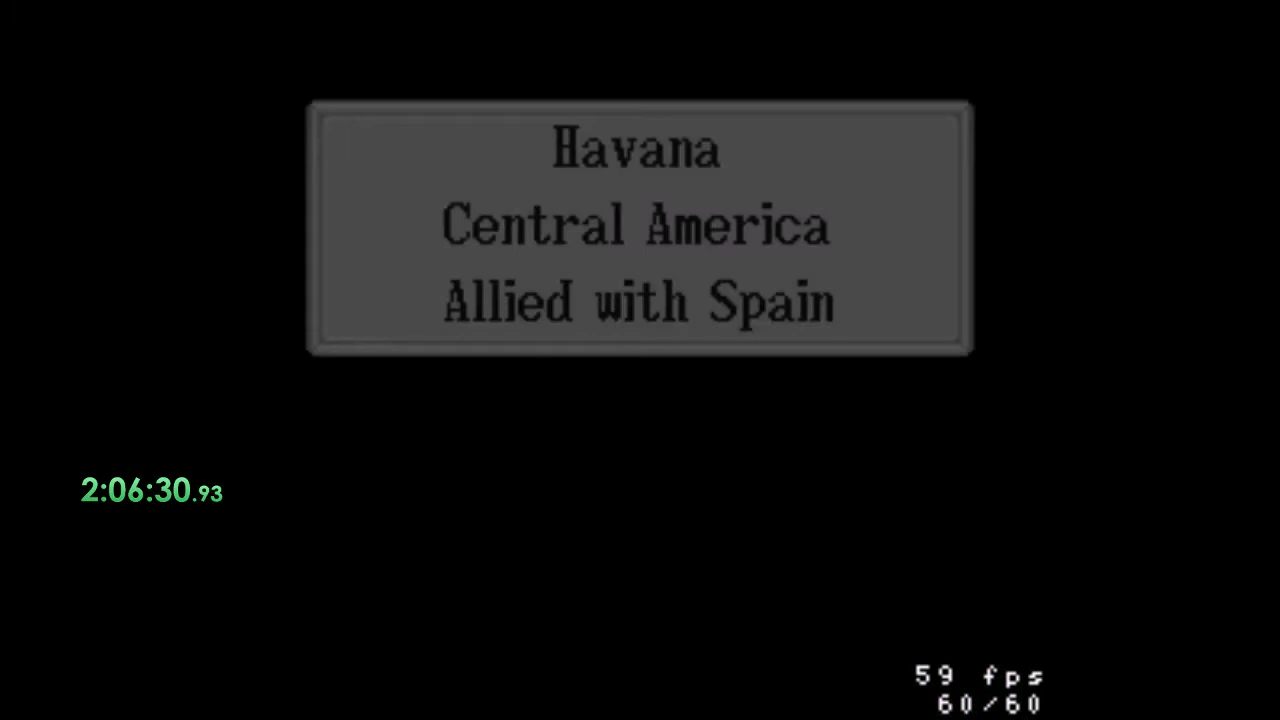 Havana
Central America
Allied with Spain
2:06:30.93
59 fps
60/60